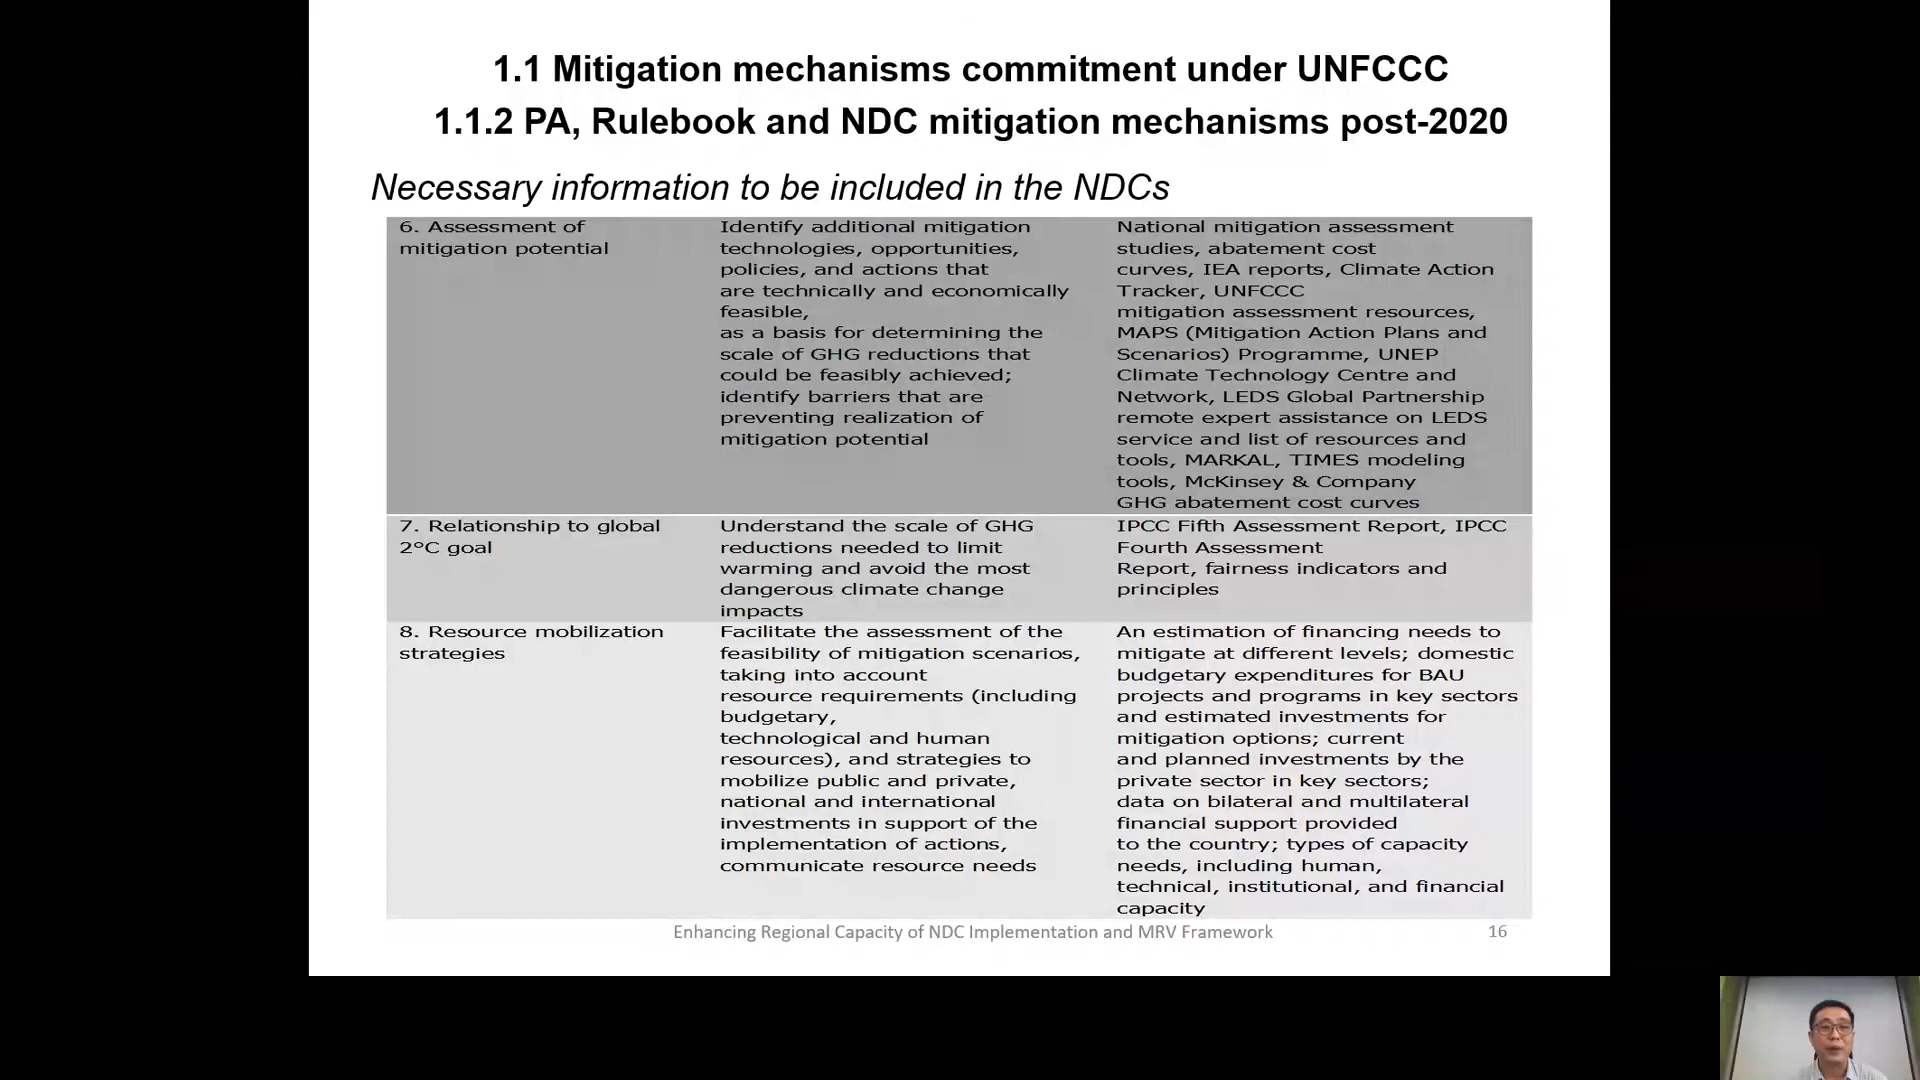 1.1 Mitigation mechanisms commitment under UNFCCC
1.1.2 PA, Rulebook and NDC mitigation mechanisms post-2020
Necessary information to be included in the NDCs
6. Assessment of
mitigation potential
Identify additional mitigation
technologies, opportunities,
policies, and actions that
are technically and economically
feasible,
as a basis for determining the
scale of GHG reductions that
could be feasibly achieved;
identify barriers that are
preventing realization of
mitigation potential
National mitigation assessment
studies, abatement cost
curves, IEA reports, Climate Action
Tracker, UNFCCC
mitigation assessment resources,
MAPS (Mitigation Action Plans and
Scenarios) Programme, UNEP
Climate Technology Centre and
Network, LEDS Global Partnership
remote expert assistance on LEDS
service and list of resources and
tools, MARKAL, TIMES modeling
tools, McKinsey & Company
GHG abatement cost curves
7. Relationship to global
2°C goal
Understand the scale of GHG
reductions needed to limit
warming and avoid the most
dangerous climate change
impacts
IPCC Fifth Assessment Report, IPCC
Fourth Assessment
Report, fairness indicators and
principles
8. Resource mobilization
strategies
Facilitate the assessment of the
feasibility of mitigation scenarios,
taking into account
resource requirements (including
budgetary,
technological and human
resources), and strategies to
mobilize public and private,
national and international
investments in support of the
implementation of actions,
communicate resource needs
An estimation of financing needs to
mitigate at different levels; domestic
budgetary expenditures for BAU
projects and programs in key sectors
and estimated investments for
mitigation options; current
and planned investments by the
private sector in key sectors;
data on bilateral and multilateral
financial support provided
to the country; types of capacity
needs, including human,
technical, institutional, and financial
capacity
Enhancing Regional Capacity of NDC Implementation and MRV Framework
16